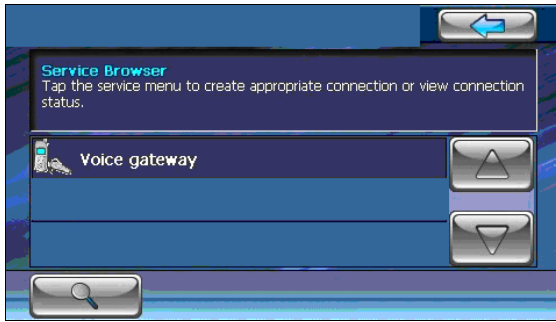 Service Browser
Tap the service menu to create appropriate connection or view connection
status.
Voice gateway